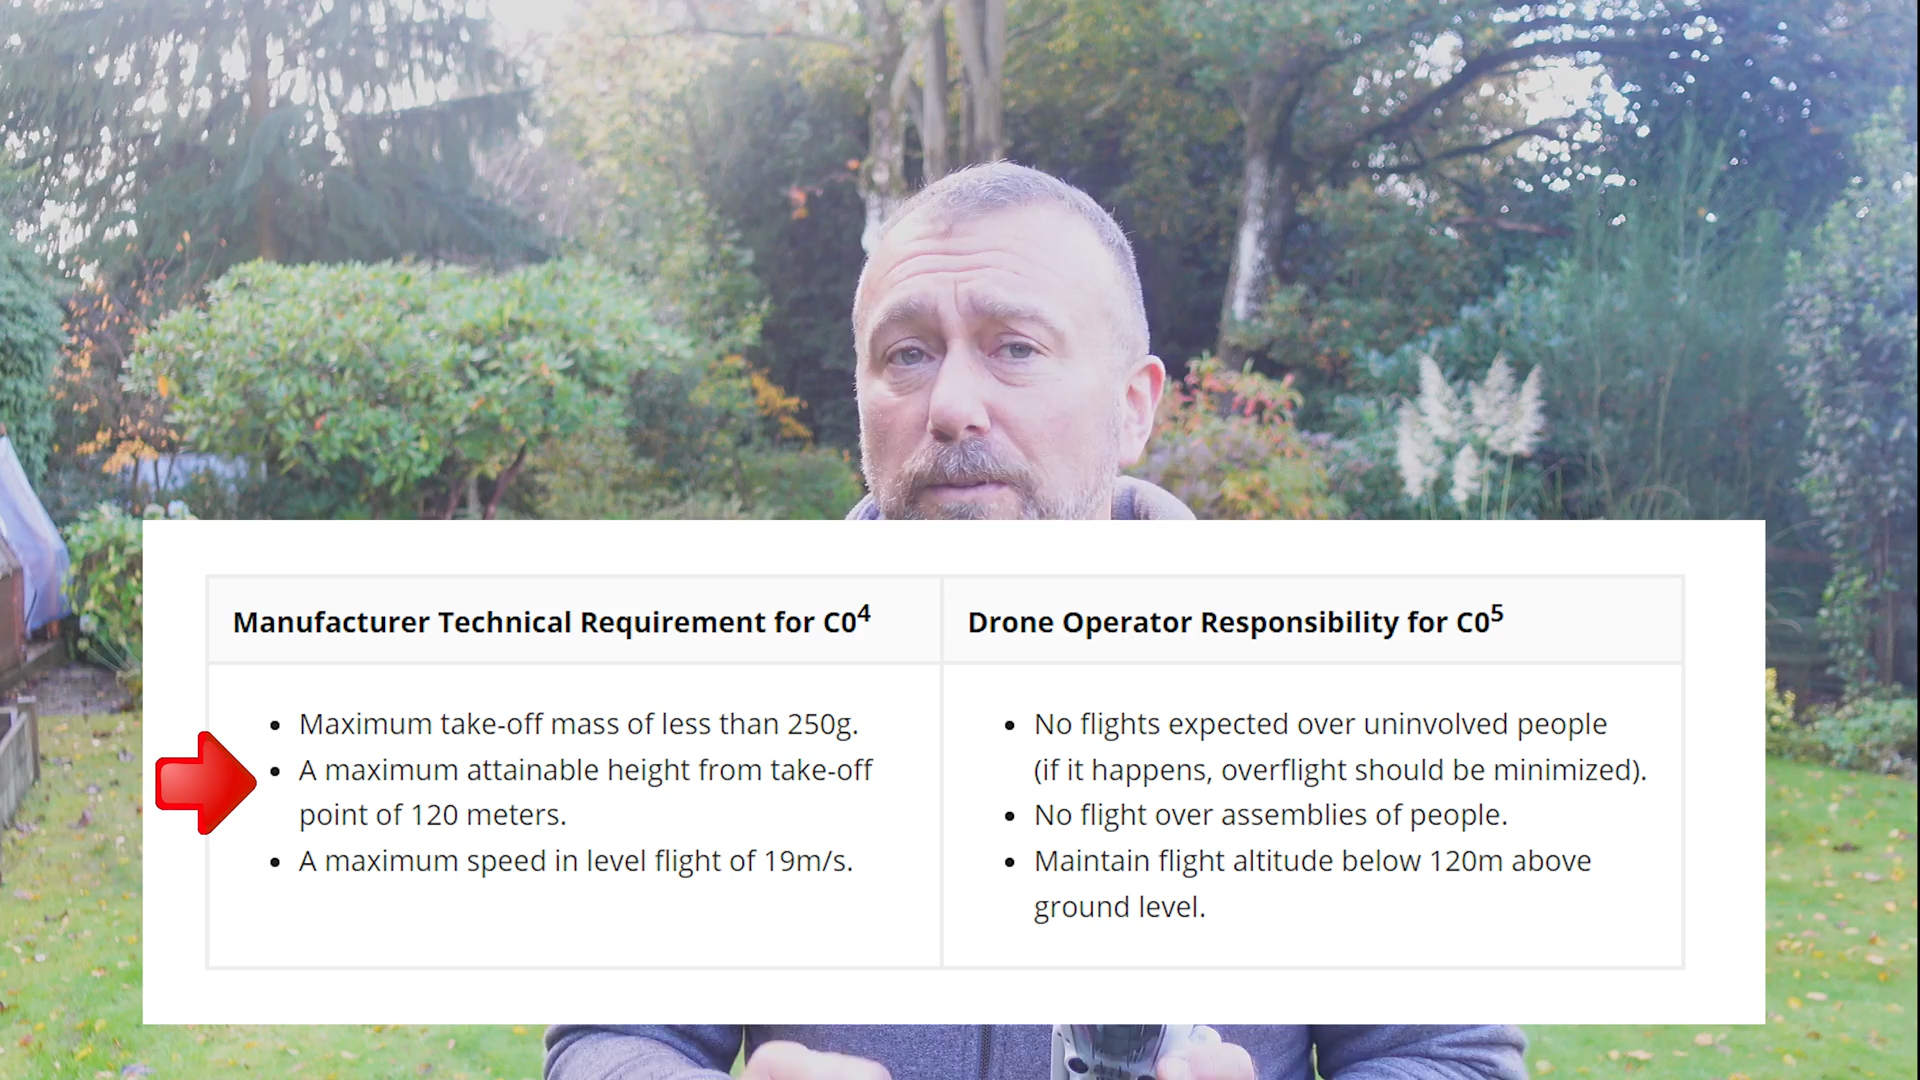 Manufacturer Technical Requirement for C0⁴
Maximum take-off mass of less than 250g.
A maximum attainable height from take-off
point of 120 meters.
A maximum speed in level flight of 19m/s.
Drone Operator Responsibility for C0⁵
No flights expected over uninvolved people
(if it happens, overflight should be minimized).
No flight over assemblies of people.
Maintain flight altitude below 120m above
ground level.